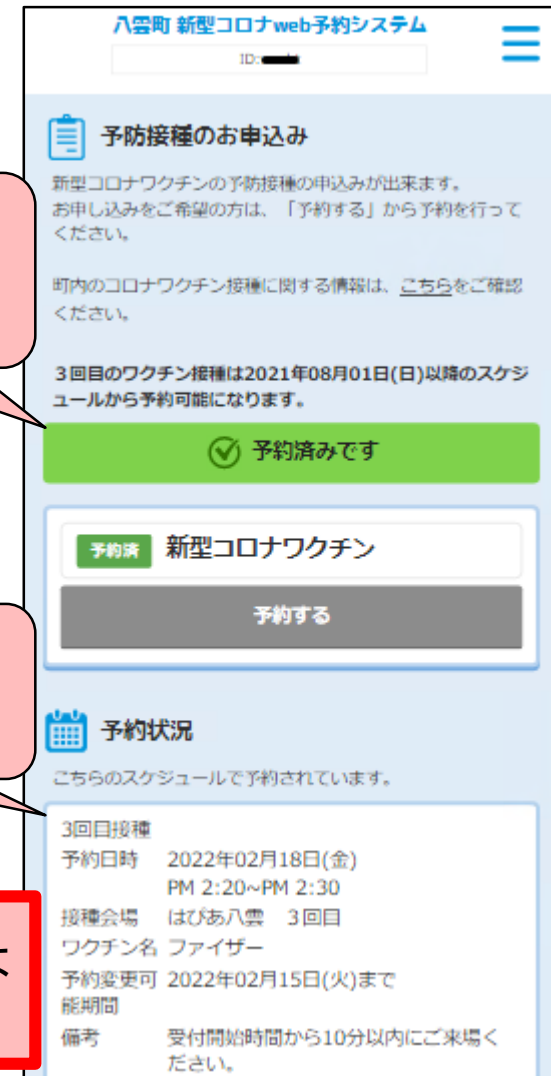 八雲町 新型コロナweb予約システム
ID:
予防接種のお申込み
新型コロナワクチンの予防接種の申込みが出来ます。
お申し込みをご希望の方は、「予約する」から予約を行って
ください。
町内のコロナワクチン接種に関する情報は、こちらをご確認
ください。
3回目のワクチン接種は2021年08月01日(日)以降のスケジ
ュールから予約可能になります。
予約済みです
予約済 新型コロナワクチン
予約する
予約状況
こちらのスケジュールで予約されています。
3回目接種
予約日時 2022年02月18日(金)
PM 2:20~PM 2:30
接種会場 はぴあ八雲 3回目
ワクチン名 ファイザー
予約変更可 2022年02月15日(火)まで
能期間
備考 受付開始時間から10分以内にご来場く
ださい。